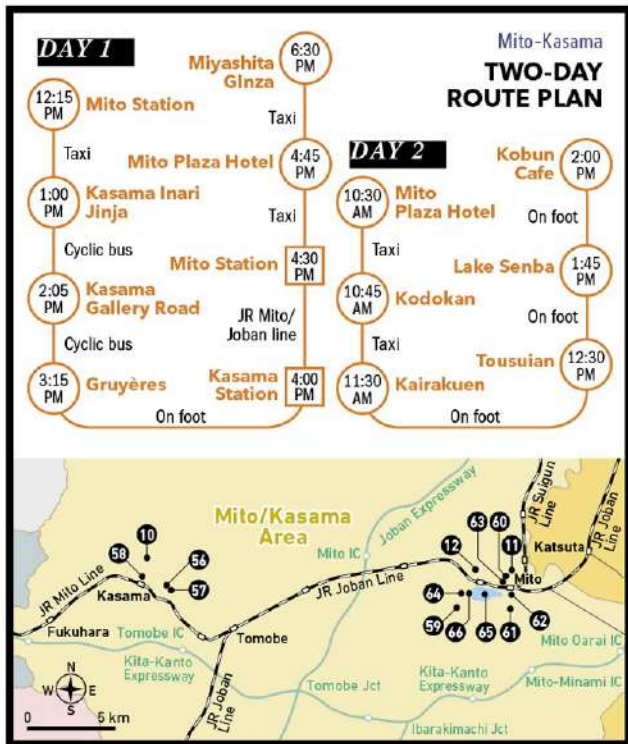 DAY 1
12:15
PM
Mito Station
Taxi
1:00
PM
Kasama Inari
Jinja
Cyclic bus
2:05
PM
Kasama
Gallery Road
Cyclic bus
3:15
PM
Gruyères
On foot
4:00
PM
Kasama
Station
JR Mito/
Joban line
4:30
PM
Mito Station
Taxi
4:45
PM
Mito Plaza Hotel
Taxi
6:30
PM
Miyashita
GInza
Mito-Kasama
TWO-DAY
ROUTE PLAN
DAY 2
10:30
AM
Mito
Plaza Hotel
Taxi
10:45
AM
Kodokan
Taxi
11:30
AM
Kairakuen
On foot
12:30
PM
Tousuian
On foot
1:45
PM
Lake Senba
On foot
2:00
PM
Kobun
Cafe
Mito/Kasama
Area
Mito IC
Joban Expressway
JR Suigun
Line
JR Joban
Line
Katsuta
10
58
56
57
Kasama
JR Mito Line
Fukuhara
Tomobe IC
Kita-Kanto
Expressway
Tomobe
JR Joban
Line
JR Joban Line
12
63
60
11
Mito
64
59
66
65
61
62
Mito Oarai IC
Kita-Kanto
Expressway
Mito-Minami IC
Tomobe Jct
Ibarakimachi Jct
N
W
E
S
0
5 km